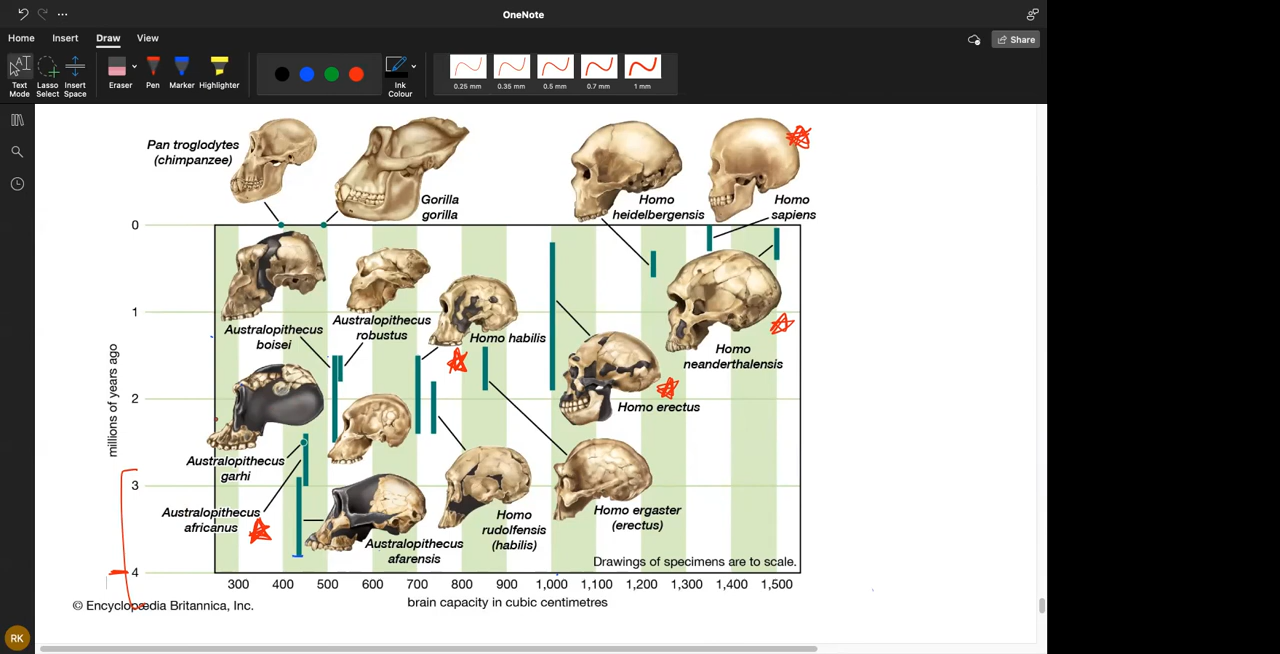 OneNote
Home Insert Draw View
Share
Text Mode
Lasso Select
Insert Space
Eraser
Pen
Marker
Highlighter
Ink Colour
0.25 mm
0.35 mm
0.5 mm
0.7 mm
1 mm
Pan troglodytes
(chimpanzee)
Gorilla
gorilla
Homo
heidelbergensis
Homo
sapiens
Australopithecus
boisei
Australopithecus
robustus
Homo habilis
Homo
neanderthalensis
Homo erectus
Australopithecus
garhi
Australopithecus
africanus
Australopithecus
afarensis
Homo
rudolfensis
(habilis)
Homo ergaster
(erectus)
Drawings of specimens are to scale.
millions of years ago
0
1
2
3
4
300 400 500 600 700 800 900 1,000 1,100 1,200 1,300 1,400 1,500
brain capacity in cubic centimetres
© Encyclopædia Britannica, Inc.
RK